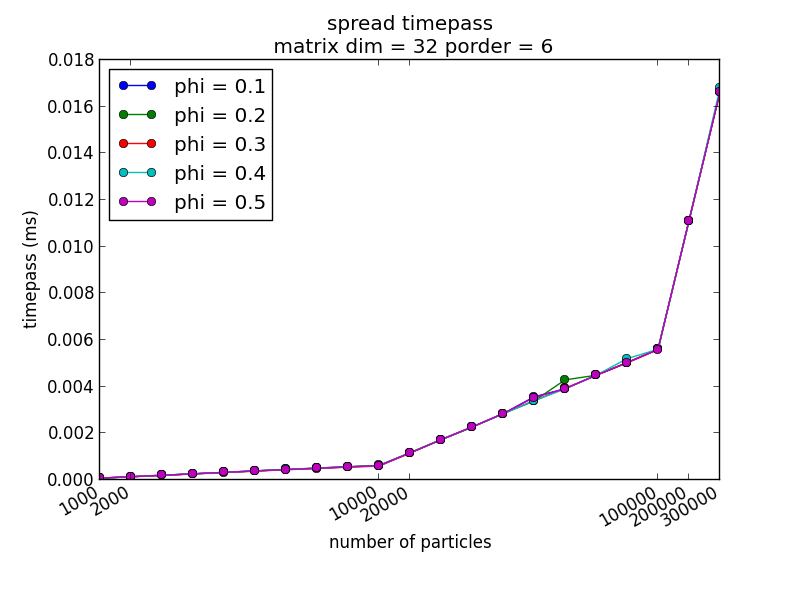 spread timepass
matrix dim = 32 porder = 6
0.018
0.016
0.014
0.012
0.010
0.008
0.006
0.004
0.002
0.000
timepass (ms)
phi = 0.1
phi = 0.2
phi = 0.3
phi = 0.4
phi = 0.5
1000
2000
10000
20000
100000
200000
300000
number of particles